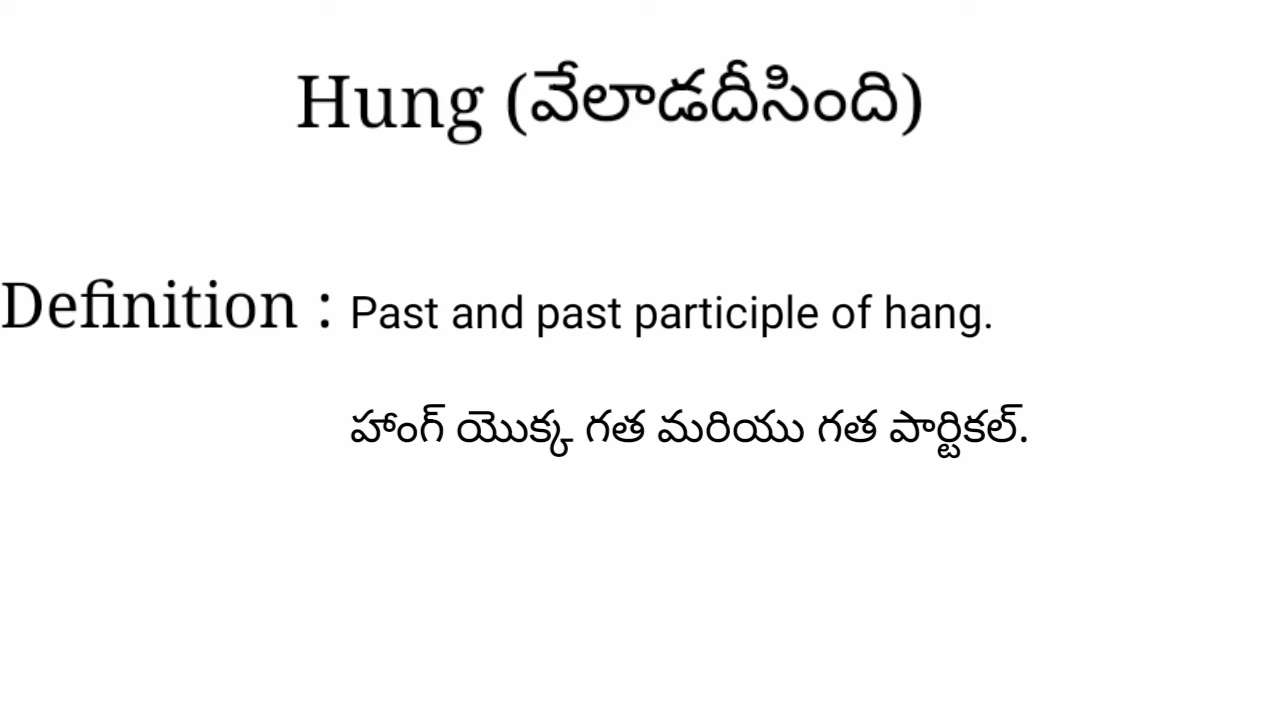 Hung (వేలాడదీసింది)
Definition : Past and past participle of hang.
హాంగ్ యొక్క గత మరియు గత పార్టికల్.